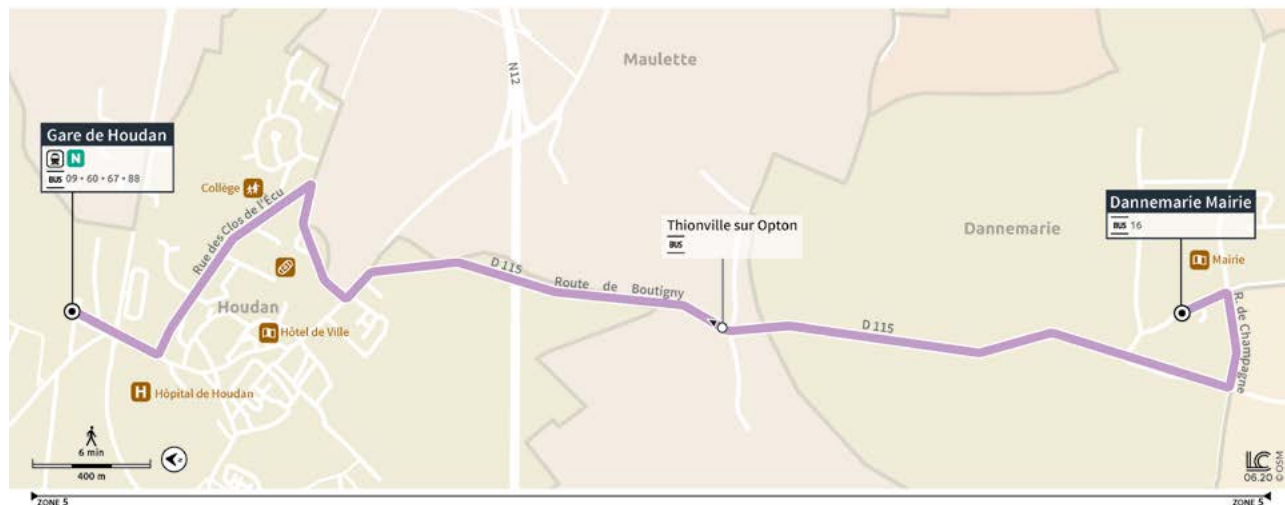 Maulette
N12
Gare de Houdan
N
BUS 09 • 60 • 67 • 88
Collège
Rue des Clos de l'Écu
Dannemarie Mairie
BUS 16
Thionville sur Opton
BUS
Dannemarie
Mairie
D 115
Route de Boutigny
Houdan
Hôtel de Ville
D 115
R. de Champagne
H Hôpital de Houdan
6 min
400 m
LC
06.20
© OSM
ZONE 5
ZONE 5